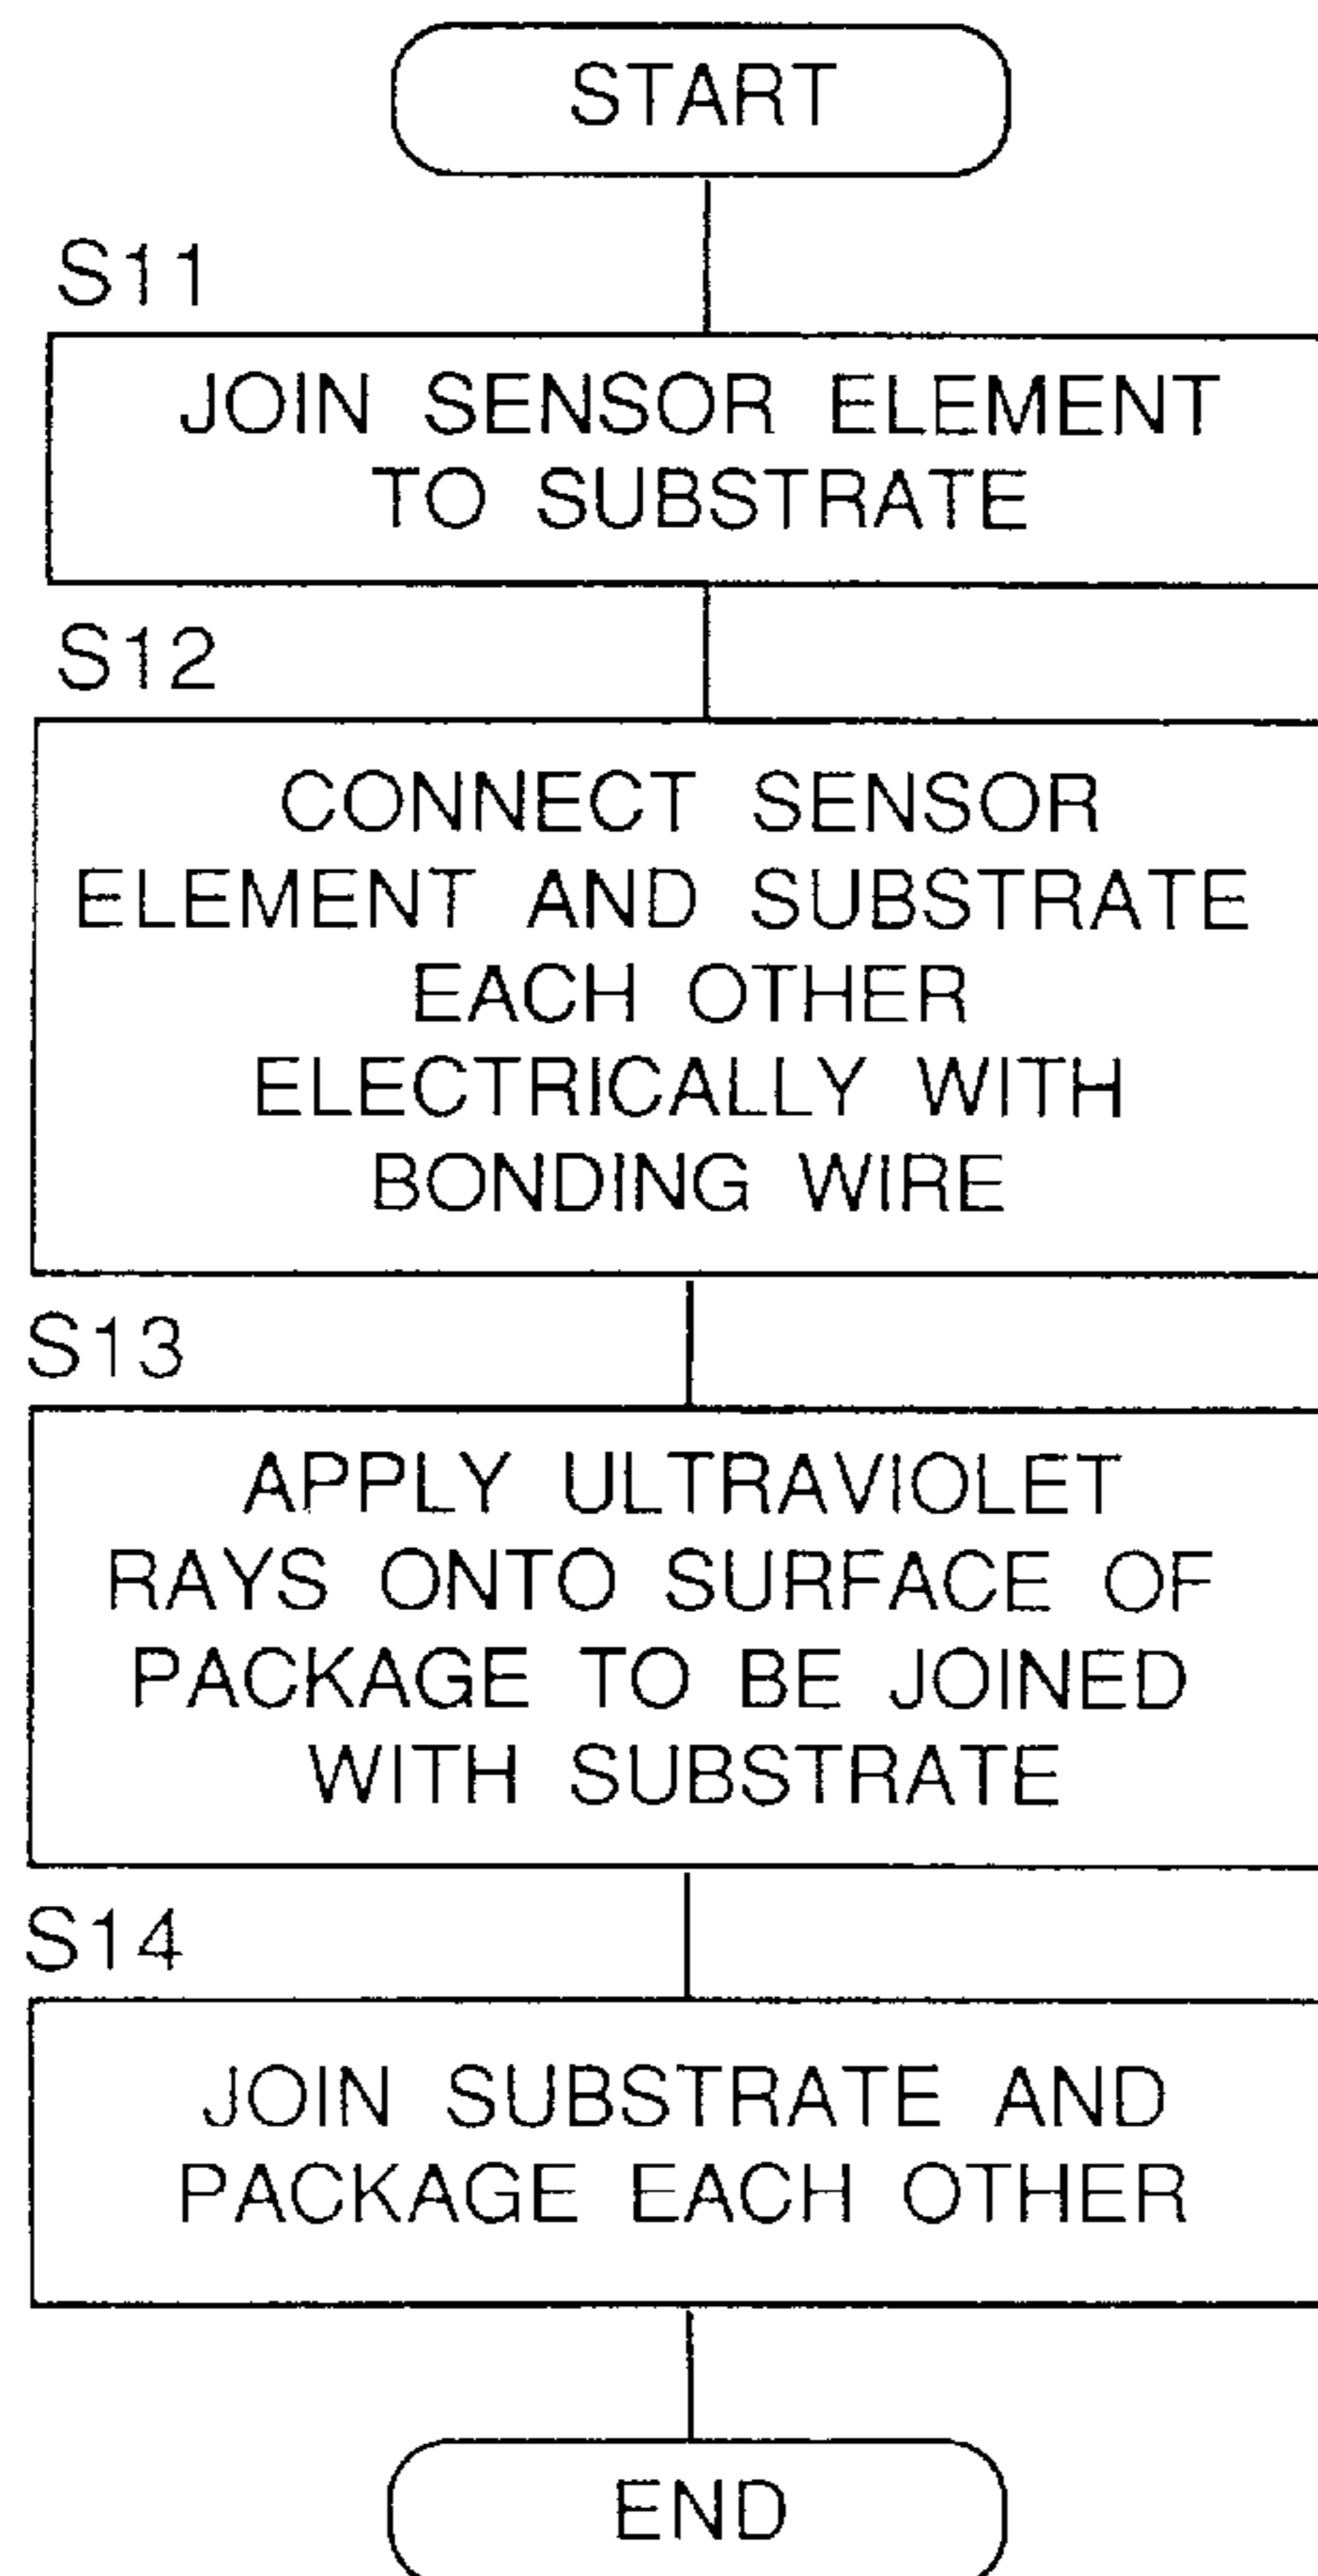 START
S11
JOIN SENSOR ELEMENT
TO SUBSTRATE
S12
CONNECT SENSOR
ELEMENT AND SUBSTRATE
EACH OTHER
ELECTRICALLY WITH
BONDING WIRE
S13
APPLY ULTRAVIOLET
RAYS ONTO SURFACE OF
PACKAGE TO BE JOINED
WITH SUBSTRATE
S14
JOIN SUBSTRATE AND
PACKAGE EACH OTHER
END